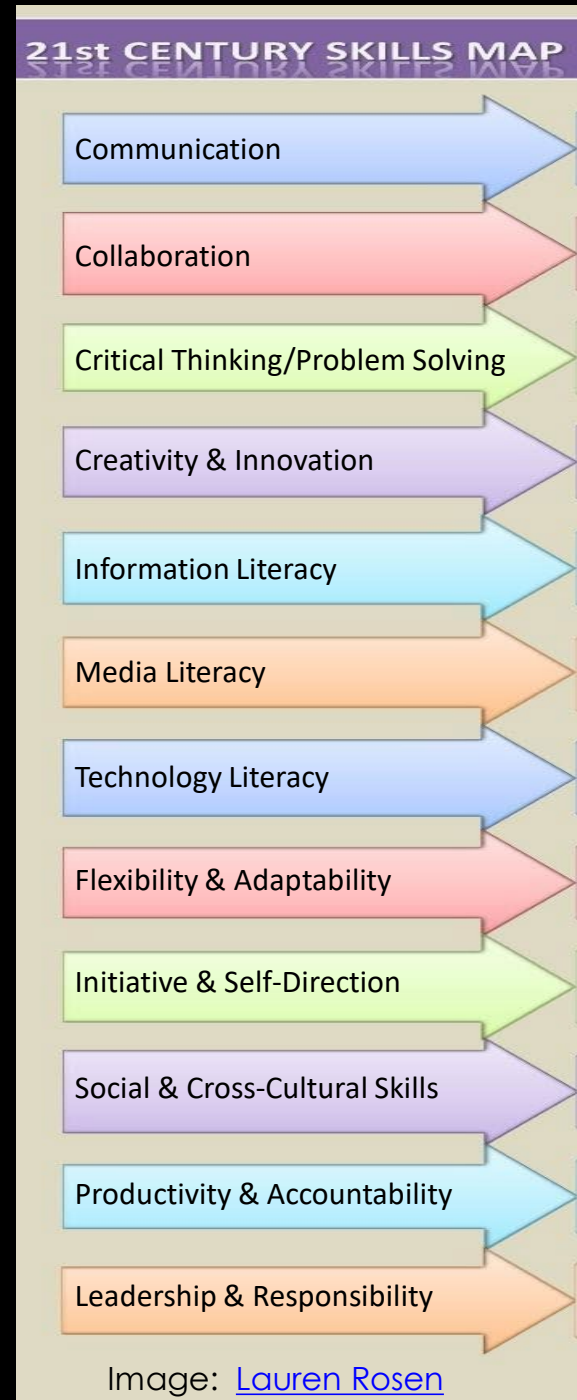 21st CENTURY SKILLS MAP
Communication
Collaboration
Critical Thinking/Problem Solving
Creativity & Innovation
Information Literacy
Media Literacy
Technology Literacy
Flexibility & Adaptability
Initiative & Self-Direction
Social & Cross-Cultural Skills
Productivity & Accountability
Leadership & Responsibility
Image: Lauren Rosen